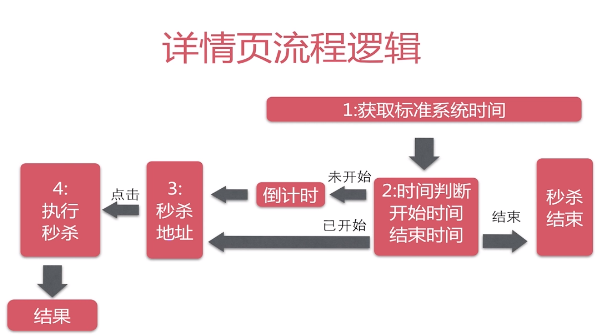 详情页流程逻辑
1:获取标准系统时间
2:时间判断
开始时间
结束时间
未开始
倒计时
已开始
结束
秒杀
结束
3:
秒杀
地址
点击
4:
执行
秒杀
结果